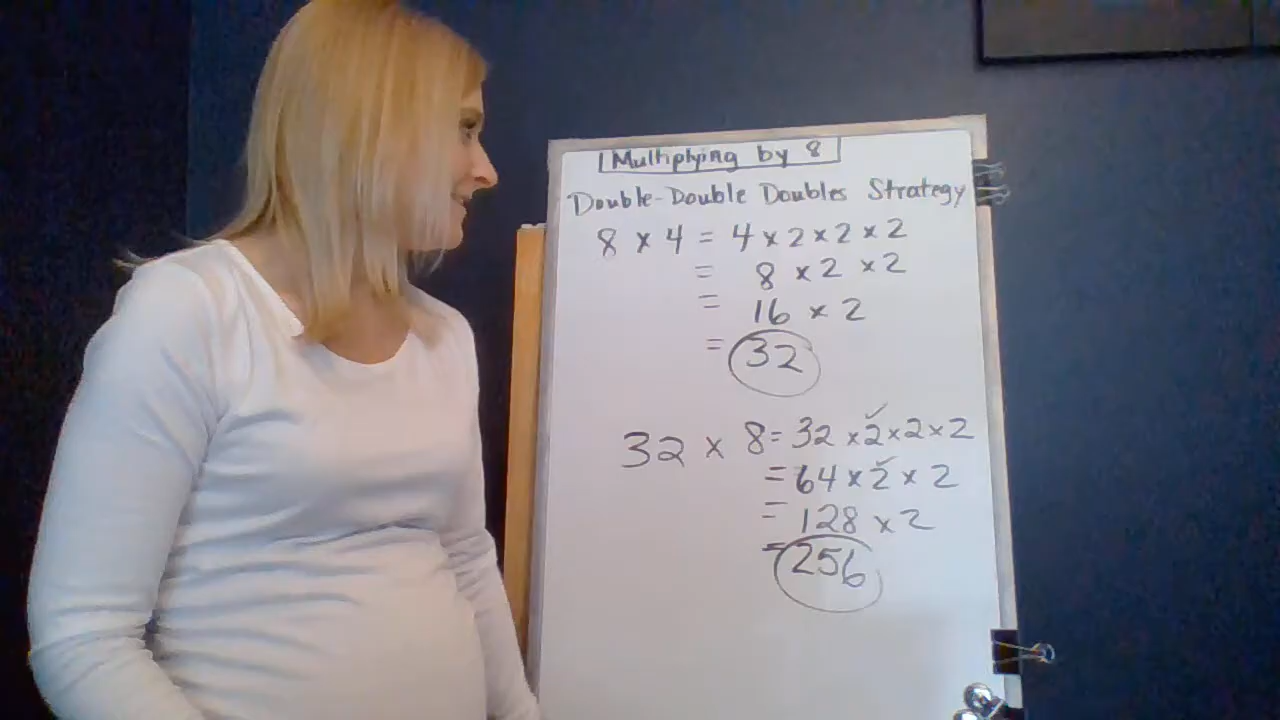 Multiplying by 8
Double-Double Doubles Strategy
8 x 4 = 4 x 2 x 2 x 2
= 8 x 2 x 2
= 16 x 2
= 32
32 x 8 = 32 x 2 x 2 x 2
= 64 x 2 x 2
= 128 x 2
= 256